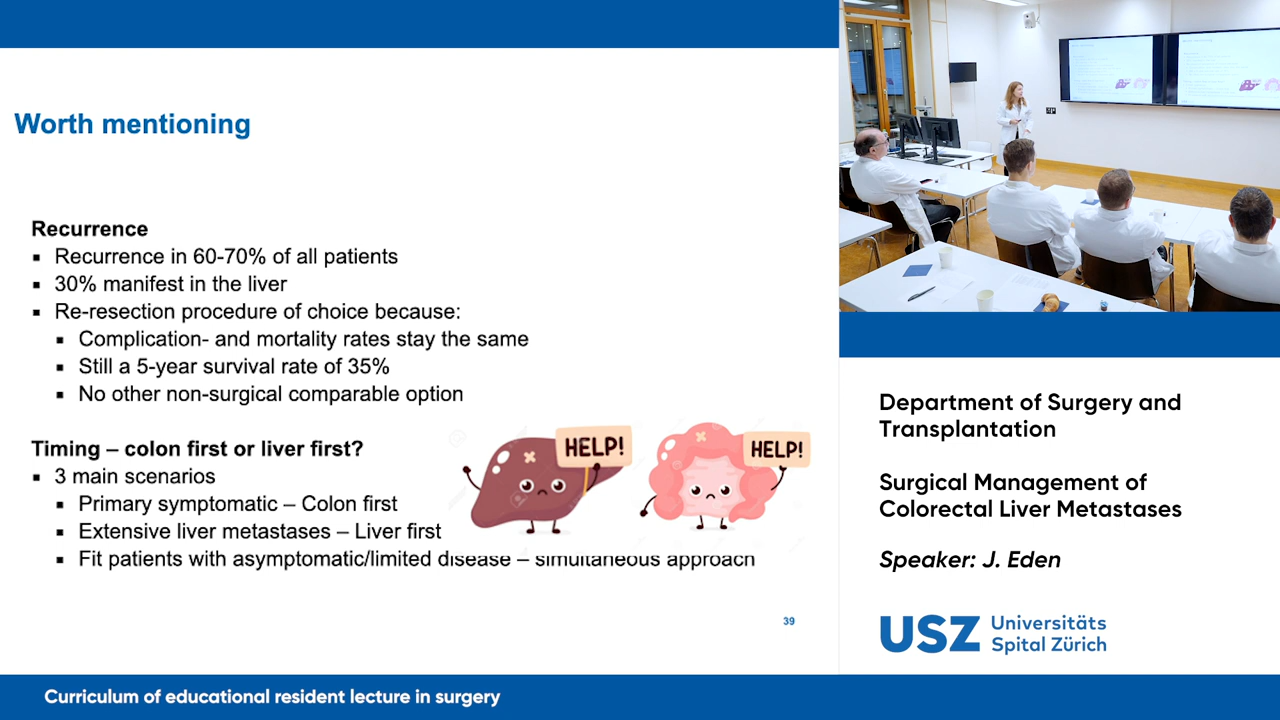 Worth mentioning
Recurrence
▪ Recurrence in 60-70% of all patients
▪ 30% manifest in the liver
▪ Re-resection procedure of choice because:
▪ Complication- and mortality rates stay the same
▪ Still a 5-year survival rate of 35%
▪ No other non-surgical comparable option
Timing – colon first or liver first?
▪ 3 main scenarios
▪ Primary symptomatic – Colon first
▪ Extensive liver metastases – Liver first
▪ Fit patients with asymptomatic/limited disease – simultaneous approach
HELP!
HELP!
39
Department of Surgery and
Transplantation
Surgical Management of
Colorectal Liver Metastases
Speaker: J. Eden
USZ Universitäts
Spital Zürich
Curriculum of educational resident lecture in surgery